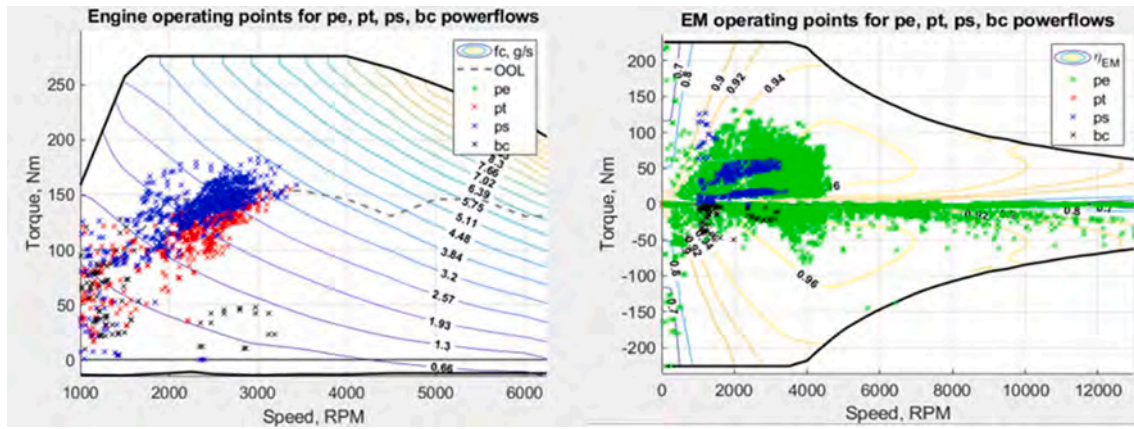 Engine operating points for pe, pt, ps, bc powerflows
fc, g/s
OOL
pe
pt
ps
bc
250
200
150
100
50
0
Torque, Nm
7.66
7.02
6.39
5.75
5.11
4.48
3.84
3.2
2.57
1.93
1.3
0.66
1000 2000 3000 4000 5000 6000
Speed, RPM
EM operating points for pe, pt, ps, bc powerflows
ηEM
pe
pt
ps
bc
200
150
100
50
0
-50
-100
-150
-200
Torque, Nm
0.7
0.8
0.9
0.92
0.94
0.92
0.8
0.96
0 2000 4000 6000 8000 10000 12000
Speed, RPM